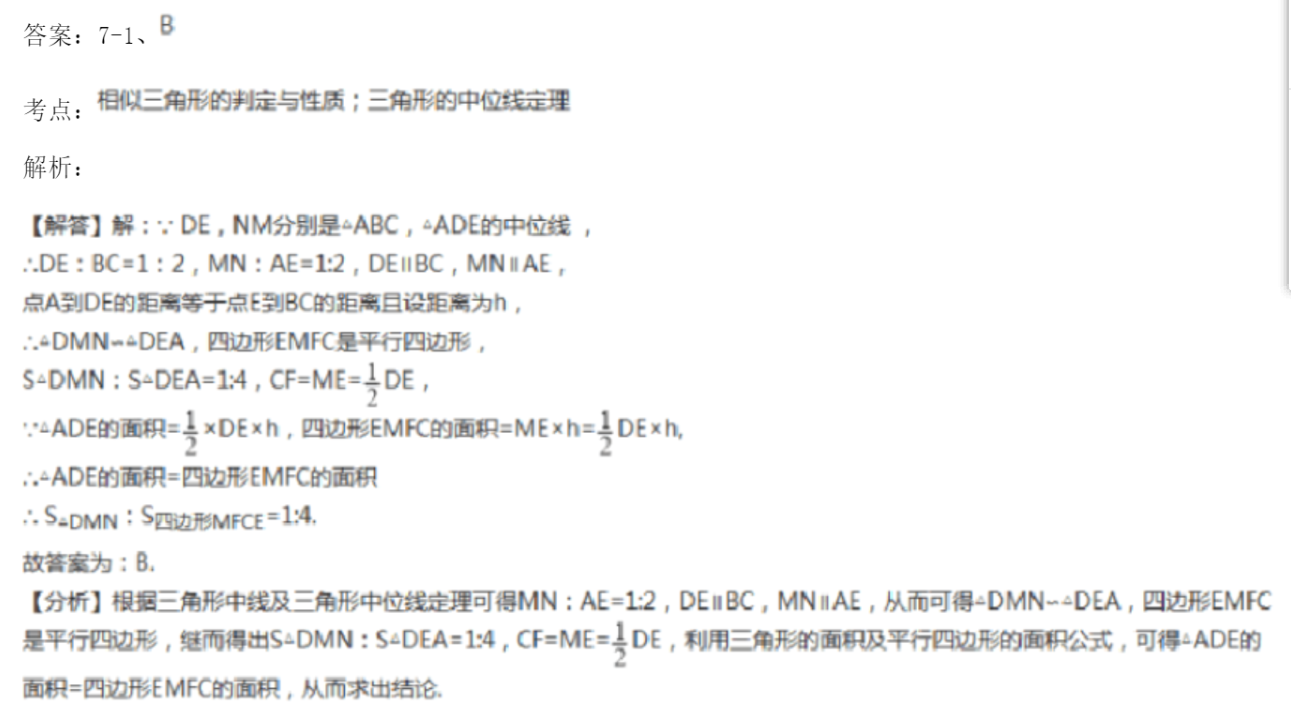 答案：7-1、B
考点：相似三角形的判定与性质；三角形的中位线定理
解析：
【解答】解：∵ DE，NM分别是▵ABC，▵ADE的中位线 ，
∴DE：BC=1：2，MN：AE=1:2，DE∥BC，MN∥AE，
点A到DE的距离等于点E到BC的距离且设距离为h，
∴▵DMN∽▵DEA，四边形EMFC是平行四边形，
S▵DMN：S▵DEA=1:4，CF=ME=1/2DE，
∵▵ADE的面积=1/2×DE×h，四边形EMFC的面积=ME×h=1/2DE×h,
∴▵ADE的面积=四边形EMFC的面积
∴ S▵DMN：S四边形MFCE=1:4.
故答案为：B.
【分析】根据三角形中线及三角形中位线定理可得MN：AE=1:2，DE∥BC，MN∥AE，从而可得▵DMN∽▵DEA，四边形EMFC
是平行四边形，继而得出S▵DMN：S▵DEA=1:4，CF=ME=1/2DE，利用三角形的面积及平行四边形的面积公式，可得▵ADE的
面积=四边形EMFC的面积，从而求出结论.